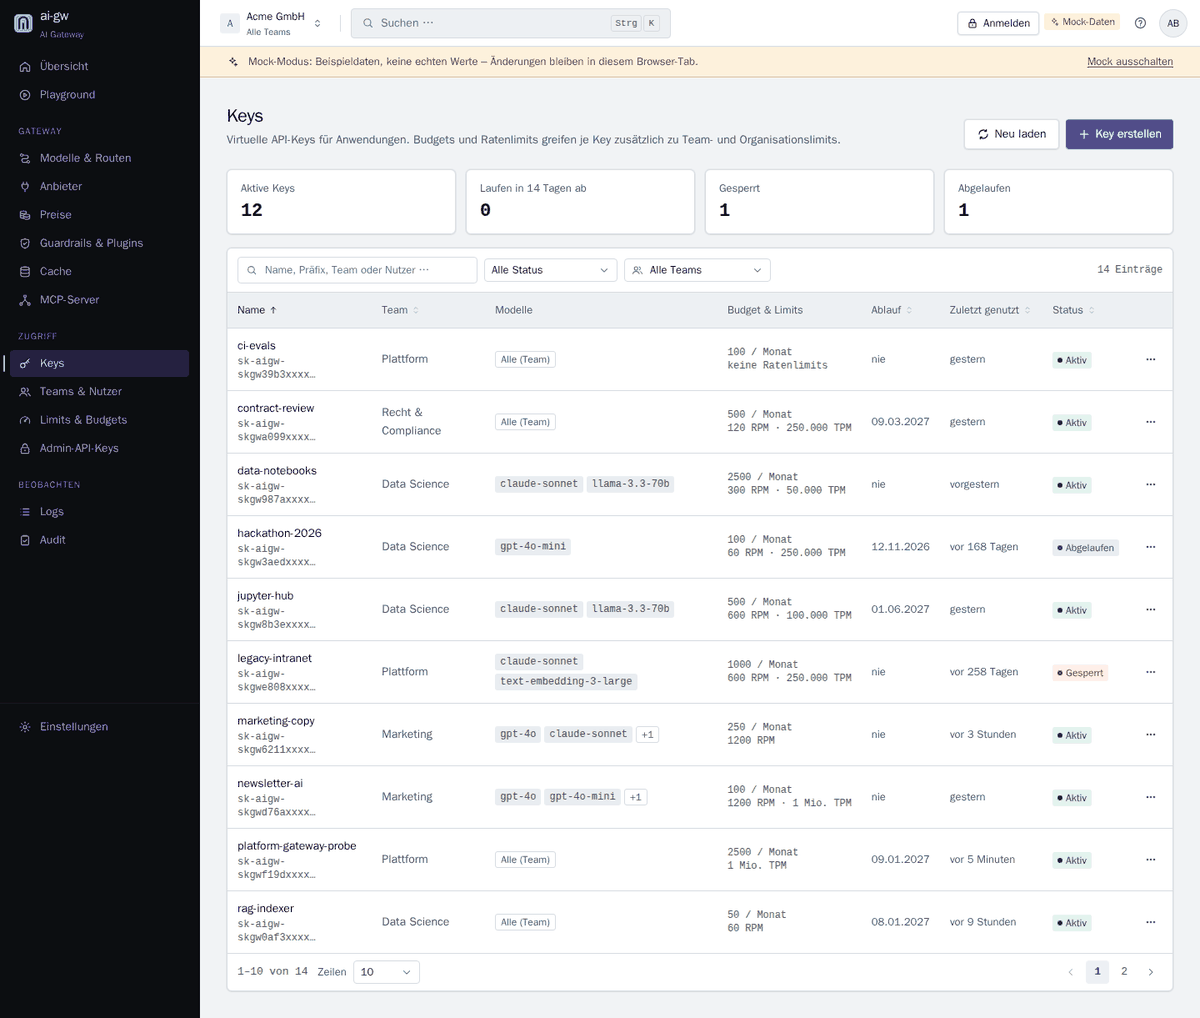 ai-gw
AI Gateway
Übersicht
Playground
GATEWAY
Modelle & Routen
Anbieter
Preise
Guardrails & Plugins
Cache
MCP-Server
ZUGRIFF
Keys
Teams & Nutzer
Limits & Budgets
Admin-API-Keys
BEOBACHTEN
Logs
Audit
Einstellungen
A
Acme GmbH
Alle Teams
Suchen ···
Strg K
Anmelden
Mock-Daten
AB
Mock-Modus: Beispieldaten, keine echten Werte – Änderungen bleiben in diesem Browser-Tab.
Mock ausschalten
Keys
Virtuelle API-Keys für Anwendungen. Budgets und Ratenlimits greifen je Key zusätzlich zu Team- und Organisationslimits.
Neu laden
Key erstellen
Aktive Keys
12
Laufen in 14 Tagen ab
0
Gesperrt
1
Abgelaufen
1
Name, Präfix, Team oder Nutzer ···
Alle Status
Alle Teams
14 Einträge
Name ↑ Team Modelle Budget & Limits Ablauf Zuletzt genutzt Status
ci-evals
sk-aigw-
skgw39b3xxxx…
Plattform
Alle (Team)
100 / Monat
keine Ratenlimits
nie
gestern
Aktiv
contract-review
sk-aigw-
skgwa099xxxx…
Recht &
Compliance
Alle (Team)
500 / Monat
120 RPM · 250.000 TPM
09.03.2027
gestern
Aktiv
data-notebooks
sk-aigw-
skgw987axxxx…
Data Science
claude-sonnet llama-3.3-70b
2500 / Monat
300 RPM · 50.000 TPM
nie
vorgestern
Aktiv
hackathon-2026
sk-aigw-
skgw3aedxxxx…
Data Science
gpt-4o-mini
100 / Monat
60 RPM · 250.000 TPM
12.11.2026
vor 168 Tagen
Abgelaufen
jupyter-hub
sk-aigw-
skgw8b3exxxx…
Data Science
claude-sonnet llama-3.3-70b
500 / Monat
600 RPM · 100.000 TPM
01.06.2027
gestern
Aktiv
legacy-intranet
sk-aigw-
skgwe808xxxx…
Plattform
claude-sonnet
text-embedding-3-large
1000 / Monat
600 RPM · 250.000 TPM
nie
vor 258 Tagen
Gesperrt
marketing-copy
sk-aigw-
skgw6211xxxx…
Marketing
gpt-4o claude-sonnet +1
250 / Monat
1200 RPM
nie
vor 3 Stunden
Aktiv
newsletter-ai
sk-aigw-
skgwd76axxxx…
Marketing
gpt-4o gpt-4o-mini +1
100 / Monat
1200 RPM · 1 Mio. TPM
nie
gestern
Aktiv
platform-gateway-probe
sk-aigw-
skgwf19dxxxx…
Plattform
Alle (Team)
2500 / Monat
1 Mio. TPM
09.01.2027
vor 5 Minuten
Aktiv
rag-indexer
sk-aigw-
skgw0af3xxxx…
Data Science
Alle (Team)
50 / Monat
60 RPM
08.01.2027
vor 9 Stunden
Aktiv
1–10 von 14 Zeilen 10
1 2